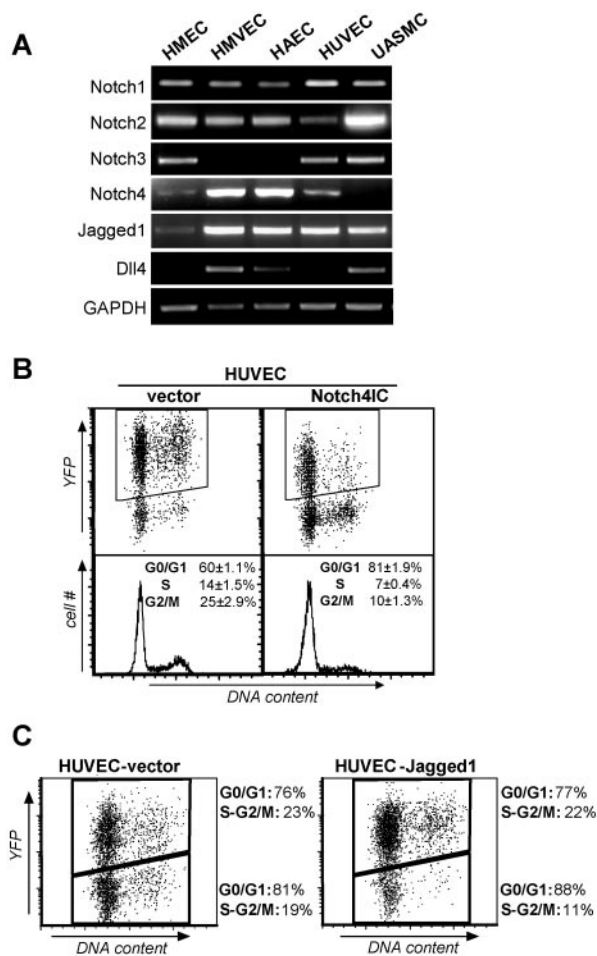 A
HMEC HMVEC HAEC HUVEC UASMC
Notch1
Notch2
Notch3
Notch4
Jagged1
Dll4
GAPDH
B
HUVEC
vector Notch4IC
YFP
G0/G1 60±1.1% G0/G1 81±1.9%
S 14±1.5% S 7±0.4%
G2/M 25±2.9% G2/M 10±1.3%
cell #
DNA content
C
HUVEC-vector HUVEC-Jagged1
G0/G1:76% G0/G1:77%
S-G2/M:23% S-G2/M:22%
YFP
G0/G1:81% G0/G1:88%
S-G2/M:19% S-G2/M:11%
DNA content DNA content